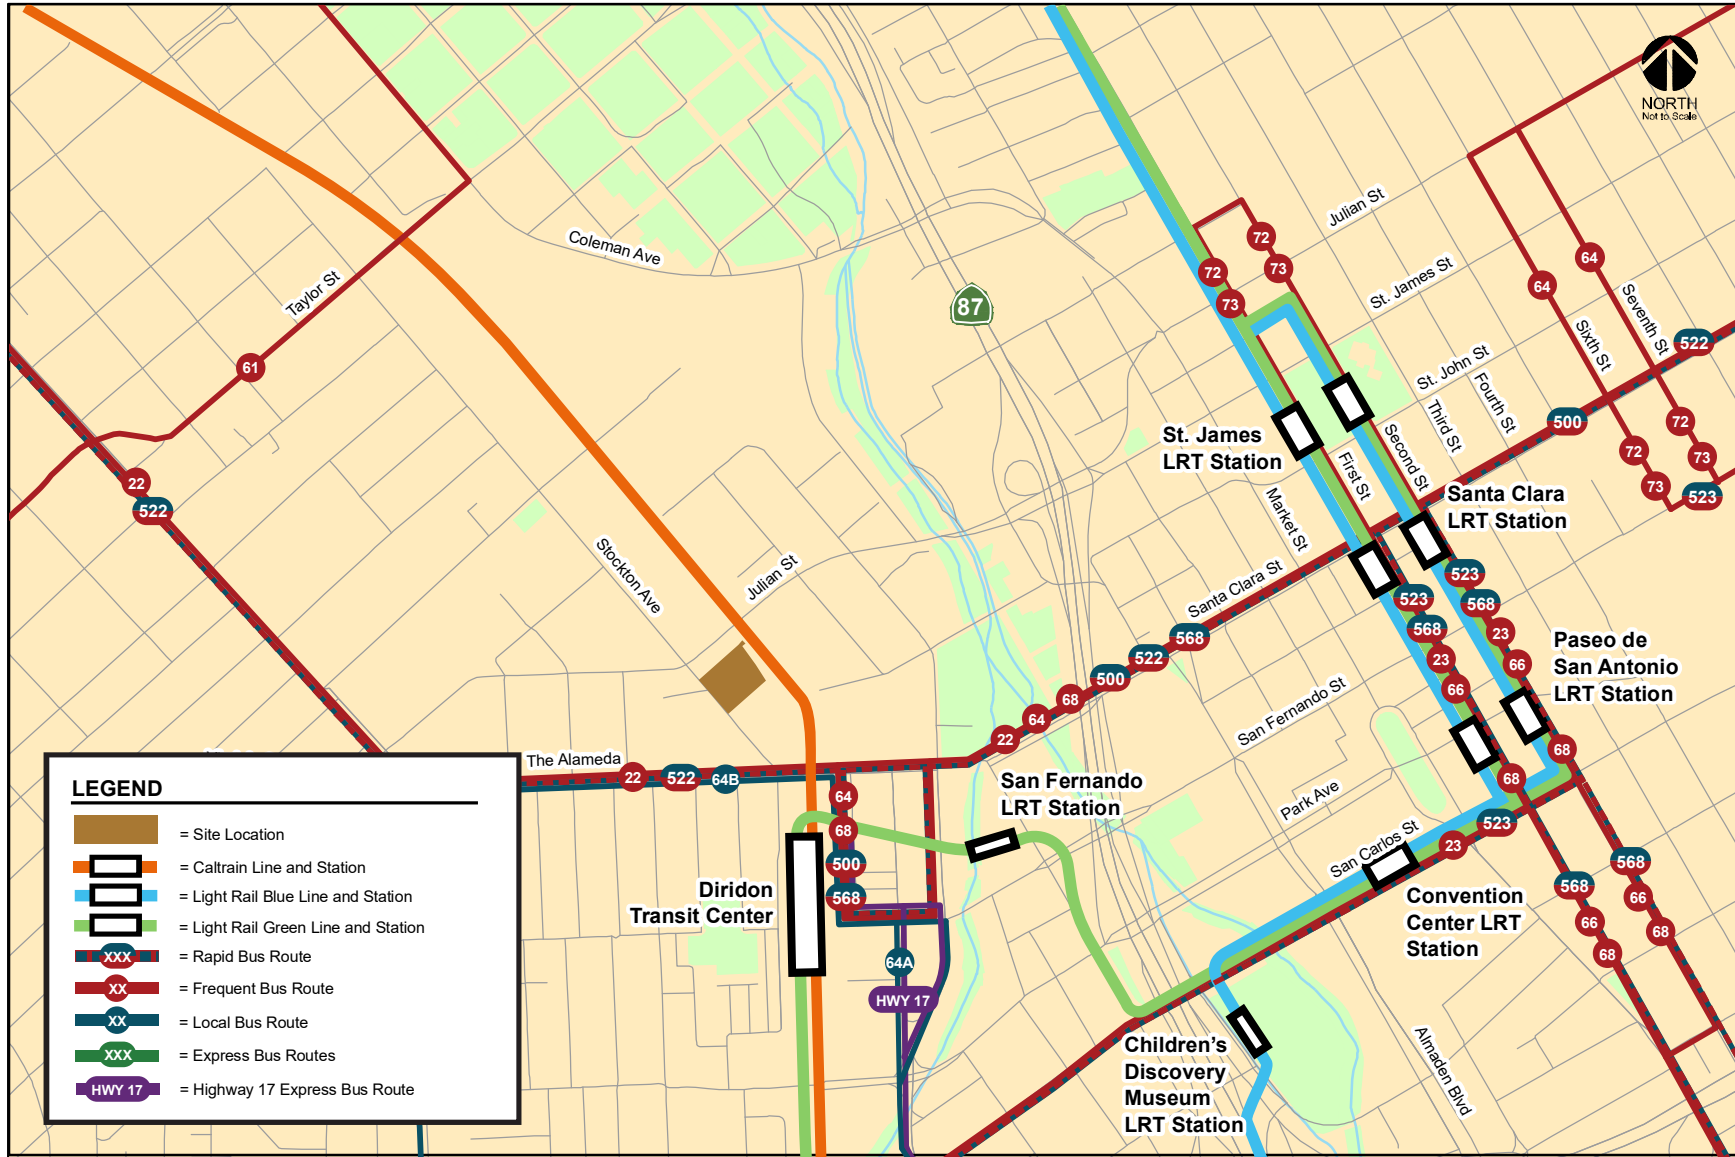 NORTH
Not to Scale
Julian St
72
72
73
73
64
64
Coleman Ave
St. James St
Seventh St
Sixth St
Taylor St
87
522
St. John St
Fourth St
Third St
61
500
72
72
73
73
523
St. James
LRT Station
Second St
First St
Market St
Santa Clara
LRT Station
22
522
Stockton Ave
Julian St
Santa Clara St
523
568
23
66
523
568
23
66
568
522
500
68
64
22
Paseo de
San Antonio
LRT Station
San Fernando St
Park Ave
68
68
The Alameda
22
522
64B
San Fernando
LRT Station
64
68
500
568
Diridon
Transit Center
San Carlos St
23
523
Convention
Center LRT
Station
568
66
68
568
66
68
64A
HWY 17
Children's
Discovery
Museum
LRT Station
Almaden Blvd
LEGEND
= Site Location
= Caltrain Line and Station
= Light Rail Blue Line and Station
= Light Rail Green Line and Station
XXX = Rapid Bus Route
XX = Frequent Bus Route
XX = Local Bus Route
XXX = Express Bus Routes
HWY 17 = Highway 17 Express Bus Route